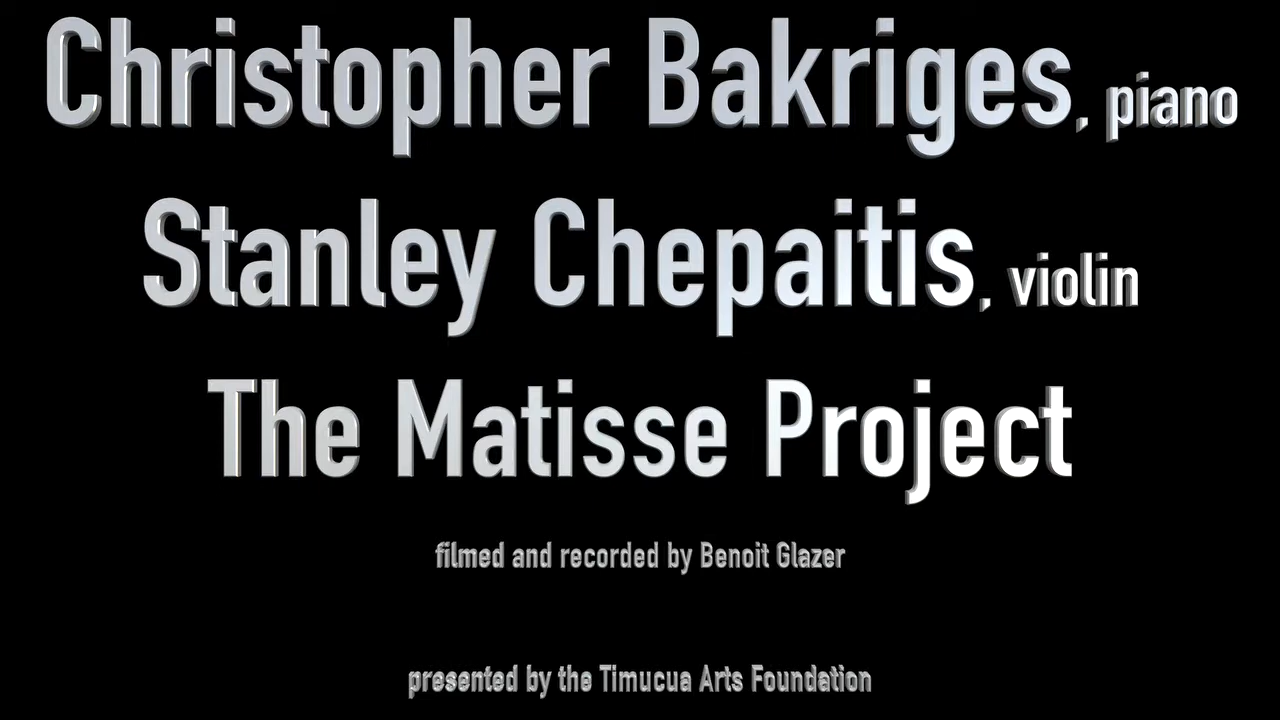 Christopher Bakriges, piano
Stanley Chepaitis, violin
The Matisse Project
filmed and recorded by Benoit Glazer
presented by the Timucua Arts Foundation